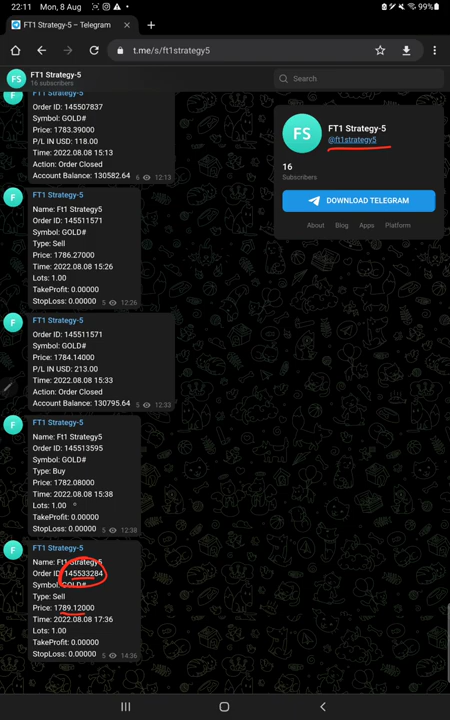 22:11 Mon, 8 Aug
99%
FT1 Strategy-5 – Telegram
t.me/s/ft1strategy5
FS
FT1 Strategy-5
16 subscribers
Search
F
FT1 Strategy-5
Order ID: 145507837
Symbol: GOLD#
Price: 1783.39000
P/L IN USD: 118.00
Time: 2022.08.08 15:13
Action: Order Closed
Account Balance: 130582.64
6 12:13
F
FT1 Strategy-5
Name: Ft1 Strategy5
Order ID: 145511571
Symbol: GOLD#
Type: Sell
Price: 1786.27000
Time: 2022.08.08 15:26
Lots: 1.00
TakeProfit: 0.00000
StopLoss: 0.00000
5 12:26
F
FT1 Strategy-5
Order ID: 145511571
Symbol: GOLD#
Price: 1784.14000
P/L IN USD: 213.00
Time: 2022.08.08 15:33
Action: Order Closed
Account Balance: 130795.64
5 12:33
F
FT1 Strategy-5
Name: Ft1 Strategy5
Order ID: 145513595
Symbol: GOLD#
Type: Buy
Price: 1782.08000
Time: 2022.08.08 15:38
Lots: 1.00
TakeProfit: 0.00000
StopLoss: 0.00000
5 12:38
F
FT1 Strategy-5
Name: Ft1 Strategy5
Order ID: 145533284
Symbol: GOLD#
Type: Sell
Price: 1789.12000
Time: 2022.08.08 17:36
Lots: 1.00
TakeProfit: 0.00000
StopLoss: 0.00000
5 14:36
FS
FT1 Strategy-5
@ft1strategy5
16
Subscribers
DOWNLOAD TELEGRAM
About Blog Apps Platform